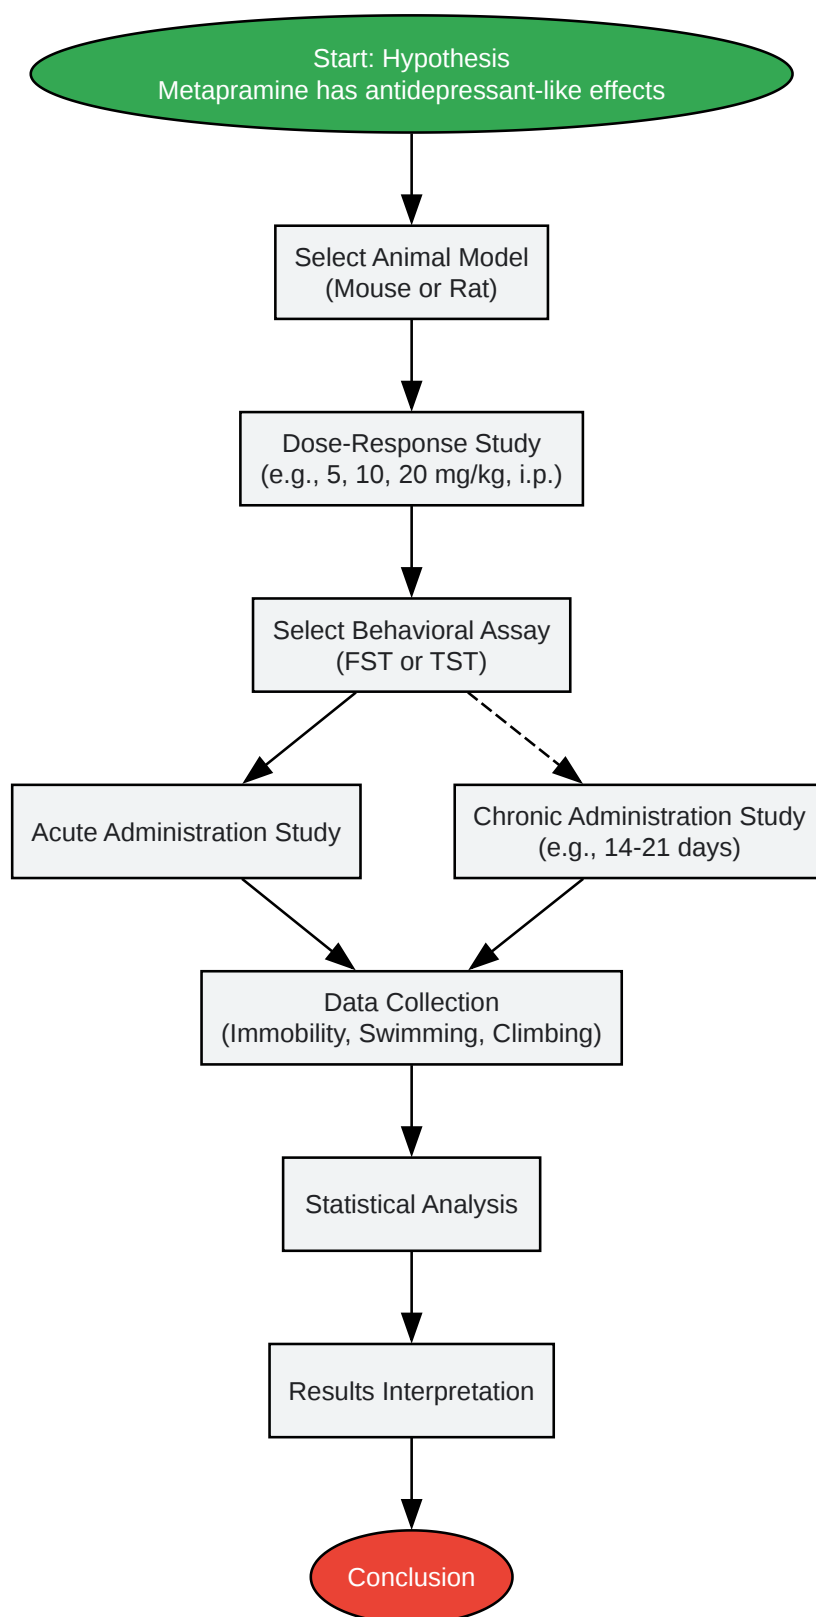 Start: Hypothesis
Metapramine has antidepressant-like effects
Select Animal Model
(Mouse or Rat)
Dose-Response Study
(e.g., 5, 10, 20 mg/kg, i.p.)
Select Behavioral Assay
(FST or TST)
Acute Administration Study
Chronic Administration Study
(e.g., 14-21 days)
Data Collection
(Immobility, Swimming, Climbing)
Statistical Analysis
Results Interpretation
Conclusion